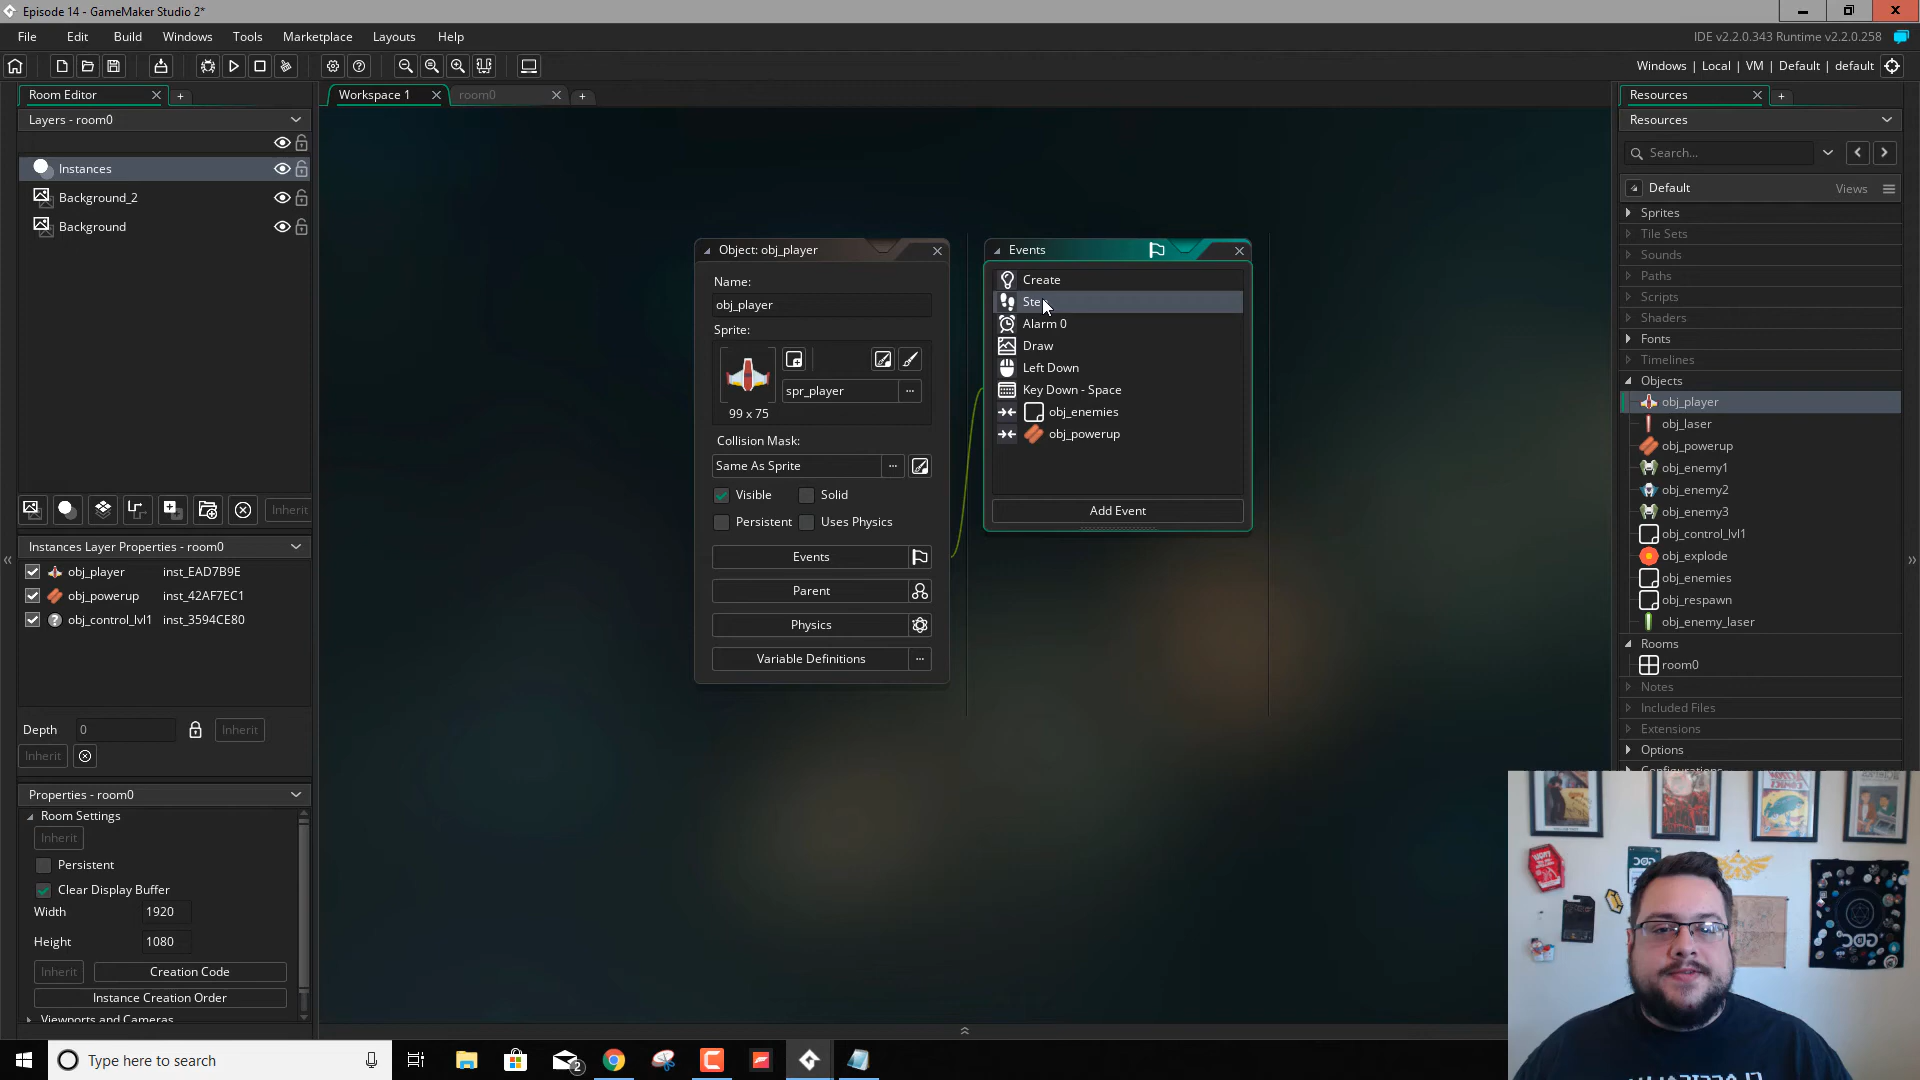 Episode 14 - GameMaker Studio 2*
File Edit Build Windows Tools Marketplace Layouts Help
IDE v2.2.0.343 Runtime v2.2.0.258
Windows | Local | VM | Default | default
Room Editor
Workspace 1
room0
Resources
Layers - room0
Resources
Search...
Instances
Default
Views
Background_2
Background
Sprites
Tile Sets
Sounds
Paths
Scripts
Shaders
Fonts
Timelines
Objects
obj_player
obj_laser
obj_powerup
obj_enemy1
obj_enemy2
obj_enemy3
obj_control_lvl1
obj_explode
obj_enemies
obj_respawn
obj_enemy_laser
Rooms
room0
Notes
Included Files
Extensions
Options
Object: obj_player
Name:
obj_player
Sprite:
spr_player
99 x 75
Collision Mask:
Same As Sprite
Visible
Solid
Persistent
Uses Physics
Events
Parent
Physics
Variable Definitions
Events
Create
Ste
Alarm 0
Draw
Left Down
Key Down - Space
obj_enemies
obj_powerup
Add Event
Inherit
Instances Layer Properties - room0
obj_player inst_EAD7B9E
obj_powerup inst_42AF7EC1
obj_control_lvl1 inst_3594CE80
Depth 0 Inherit
Inherit
Properties - room0
Room Settings
Inherit
Persistent
Clear Display Buffer
Width 1920
Height 1080
Inherit
Creation Code
Instance Creation Order
Viewports and Cameras
Type here to search
2